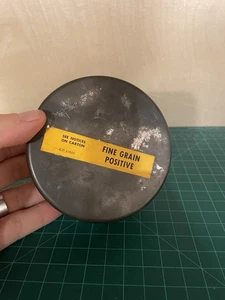 SEE NOTICE
ON CARTON
FINE GRAIN
POSITIVE